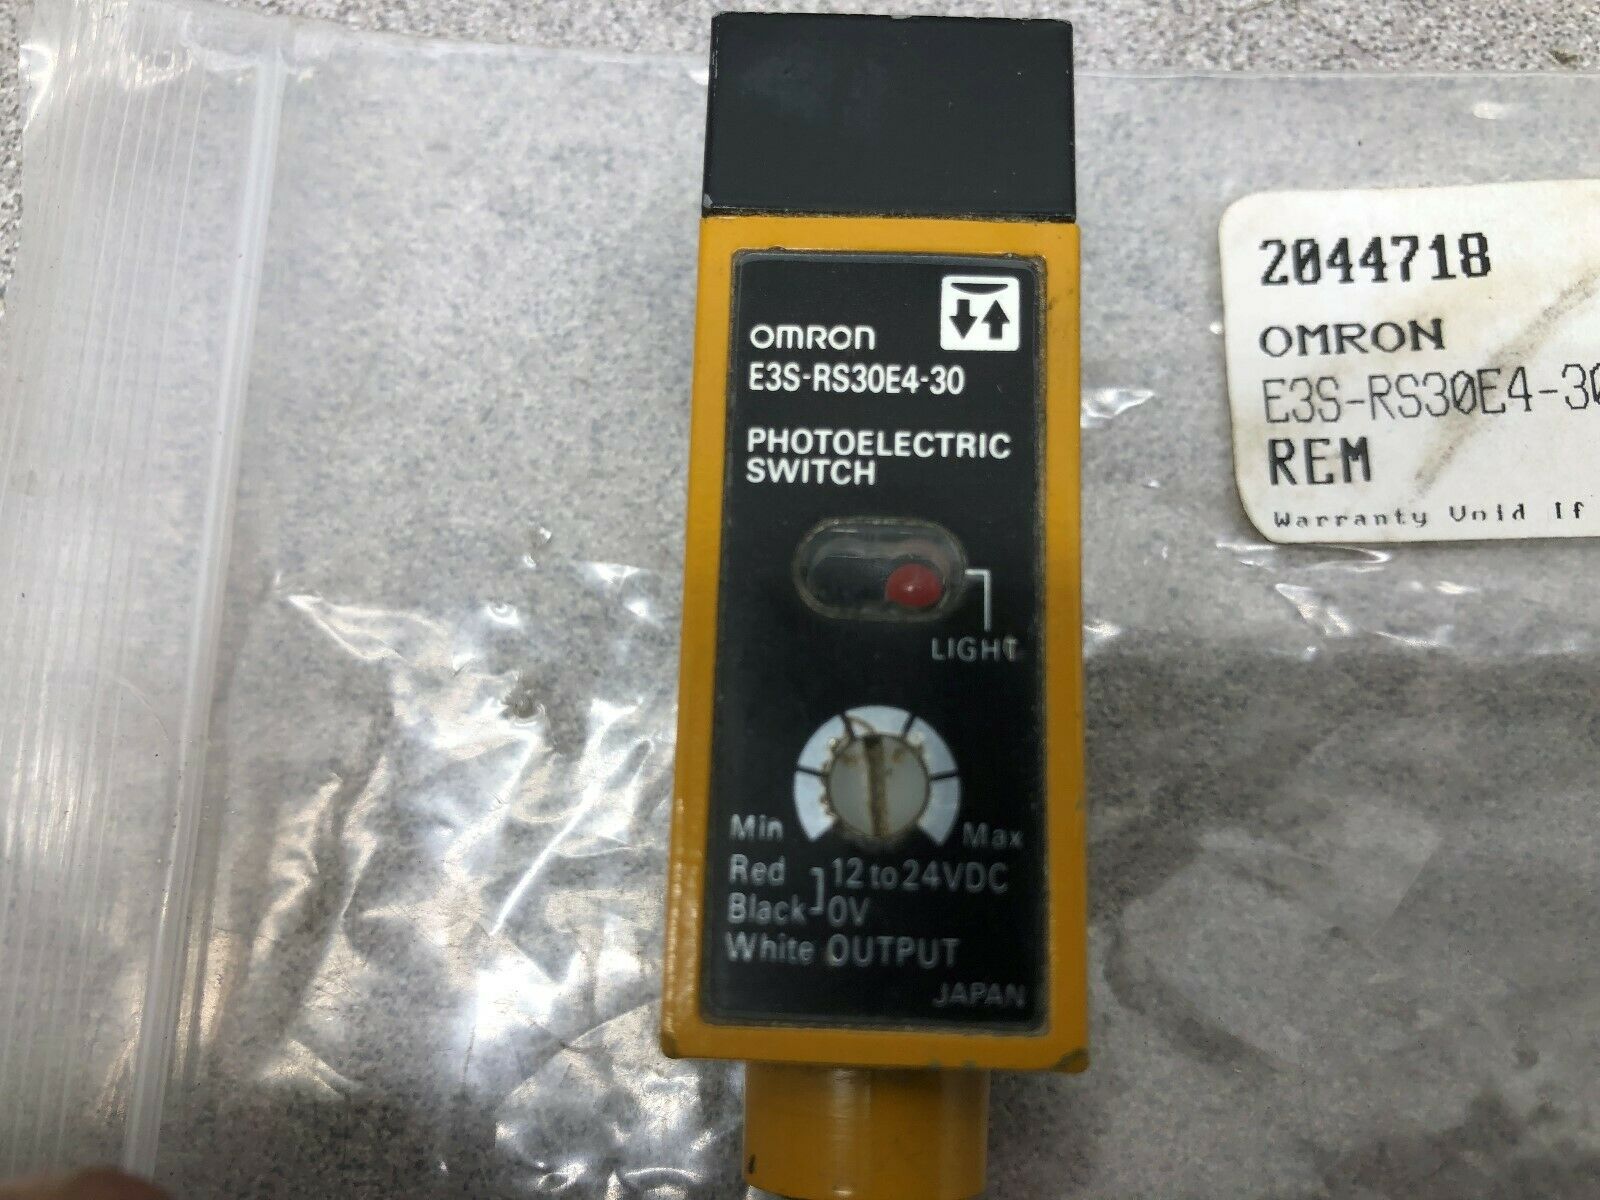 OMRON
E3S-RS30E4-30
PHOTOELECTRIC
SWITCH
LIGHT
Min Max
Red 12 to 24VDC
Black 0V
White OUTPUT
JAPAN
2044718
OMRON
E3S-RS30E4-30
REM
Warranty Void If